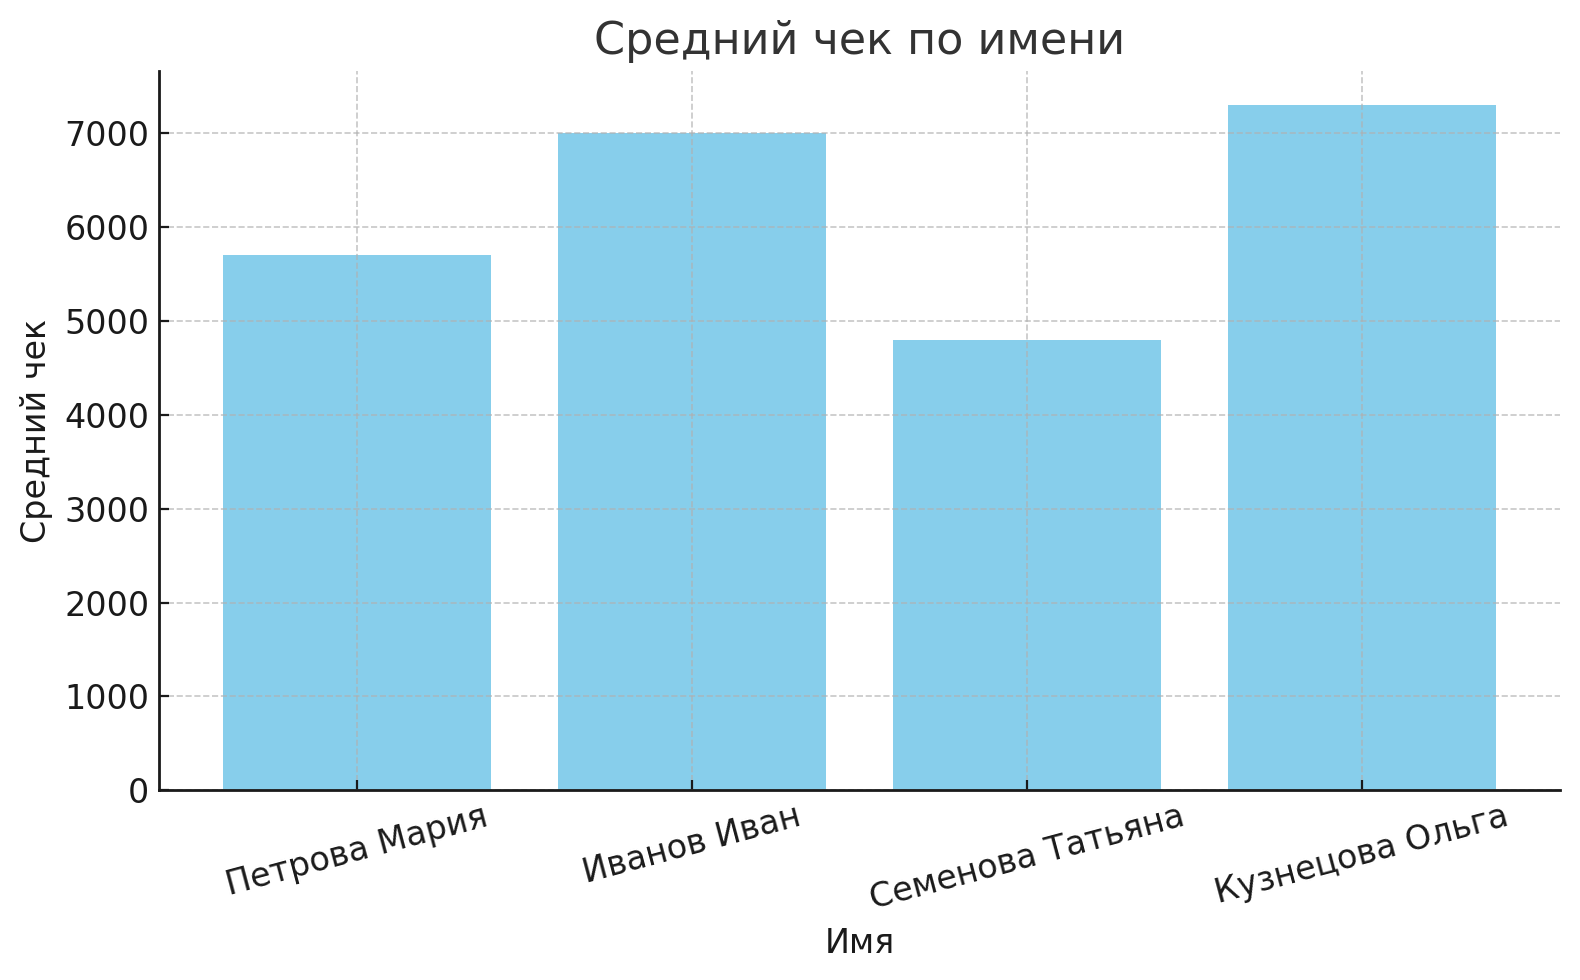 Средний чек по имени
Средний чек
7000
6000
5000
4000
3000
2000
1000
0
Петрова Мария
Иванов Иван
Семенова Татьяна
Кузнецова Ольга
Имя